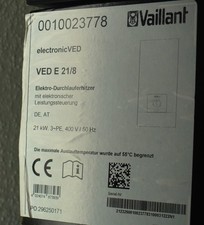 0010023778
Vaillant
electronicVED
VED E 21/8
Elektro-Durchlauferhitzer
mit elektronischer
Leistungssteuerung
DE, AT
21 kW, 3~PE, 400 V / 50 Hz
Die maximale Auslauftemperatur wurde auf 55°C begrenzt